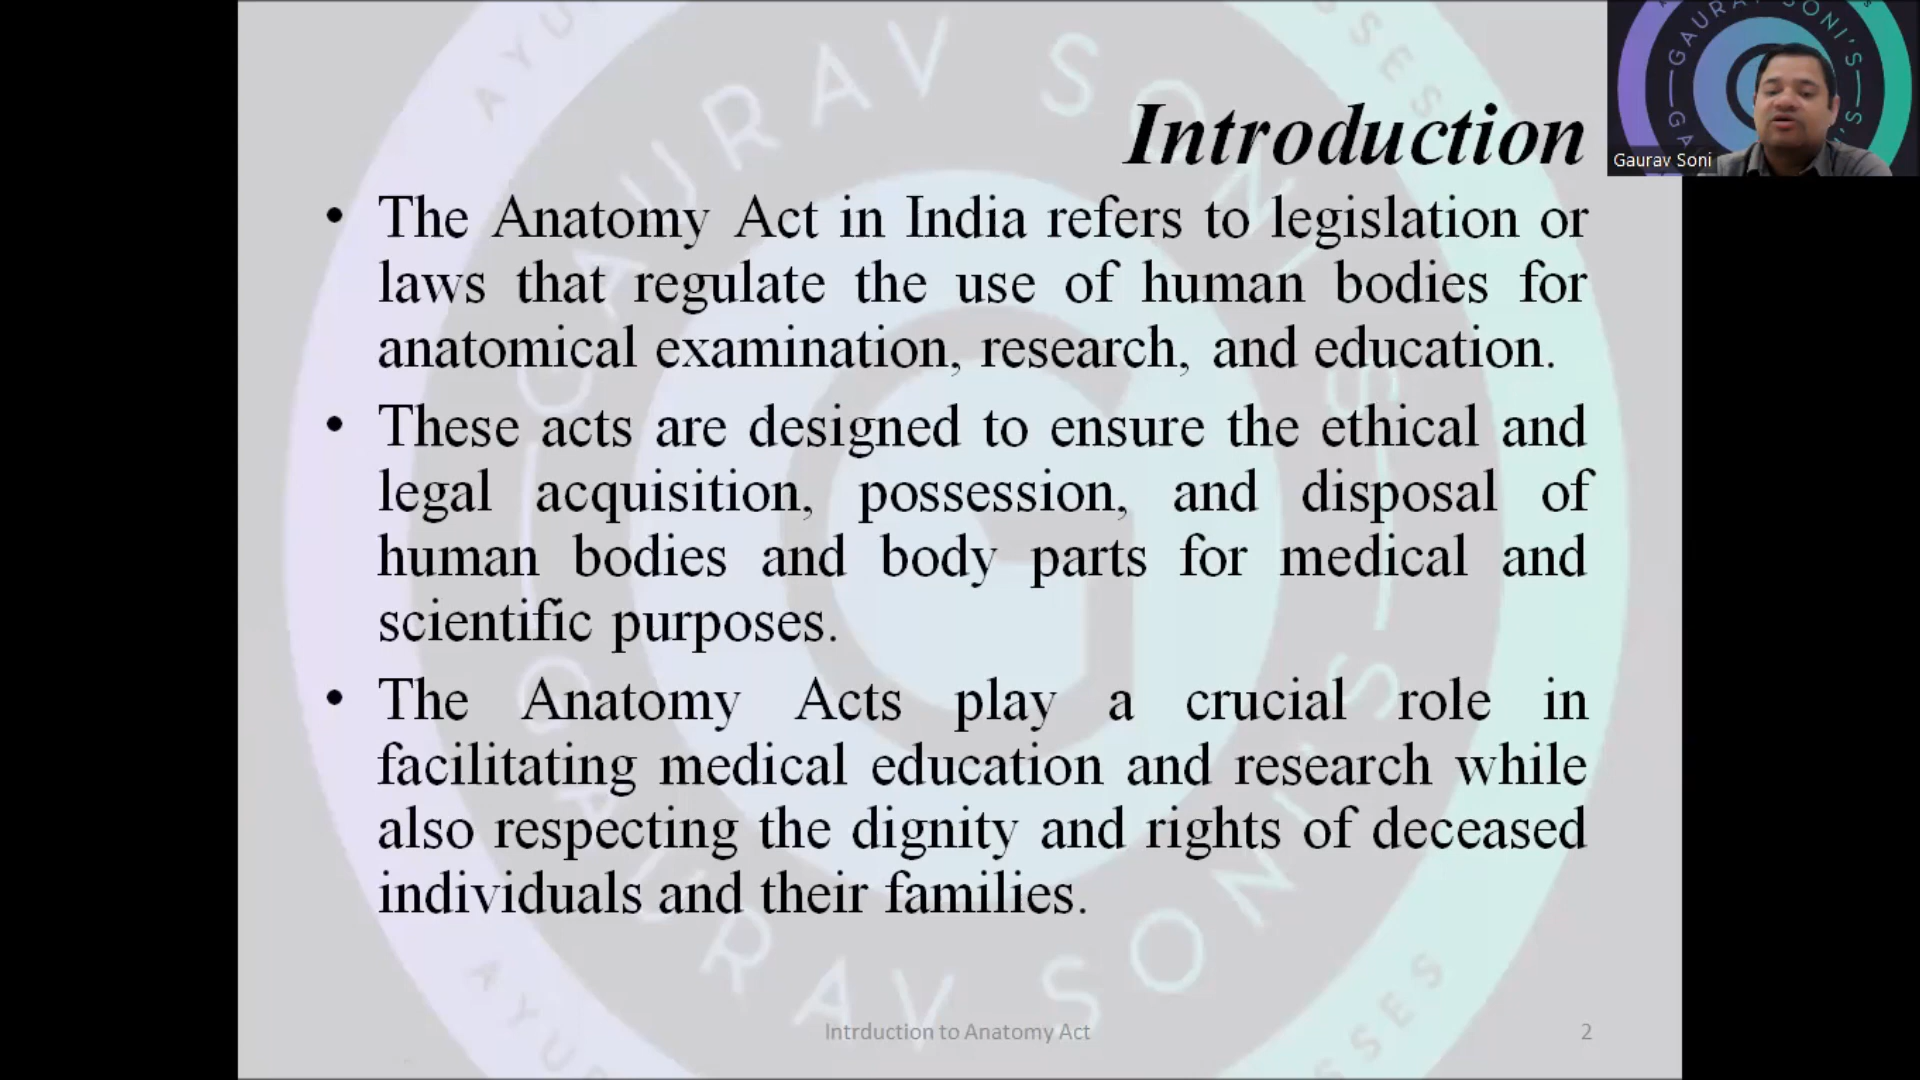 Introduction
• The Anatomy Act in India refers to legislation or
laws that regulate the use of human bodies for
anatomical examination, research, and education.
• These acts are designed to ensure the ethical and
legal acquisition, possession, and disposal of
human bodies and body parts for medical and
scientific purposes.
• The Anatomy Acts play a crucial role in
facilitating medical education and research while
also respecting the dignity and rights of deceased
individuals and their families.
Intrduction to Anatomy Act
2
Gaurav Soni
GAURAV SONI'S
GAURAV SONI'S